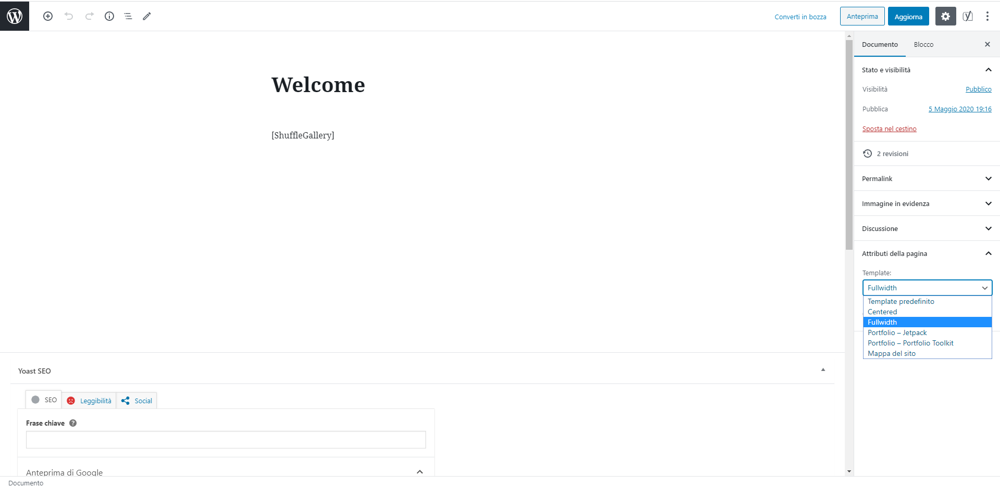 Converti in bozza
Anteprima
Aggiorna
Documento
Blocco
Welcome
[ShuffleGallery]
Stato e visibilità
Visibilità
Pubblico
Pubblica
5 Maggio 2020 19:16
Sposta nel cestino
2 revisioni
Permalink
Immagine in evidenza
Discussione
Attributi della pagina
Template:
Fullwidth
Template predefinito
Centered
Fullwidth
Portfolio – Jetpack
Portfolio – Portfolio Toolkit
Mappa del sito
Yoast SEO
SEO
Leggibilità
Social
Frase chiave
Anteprima di Google
Documento